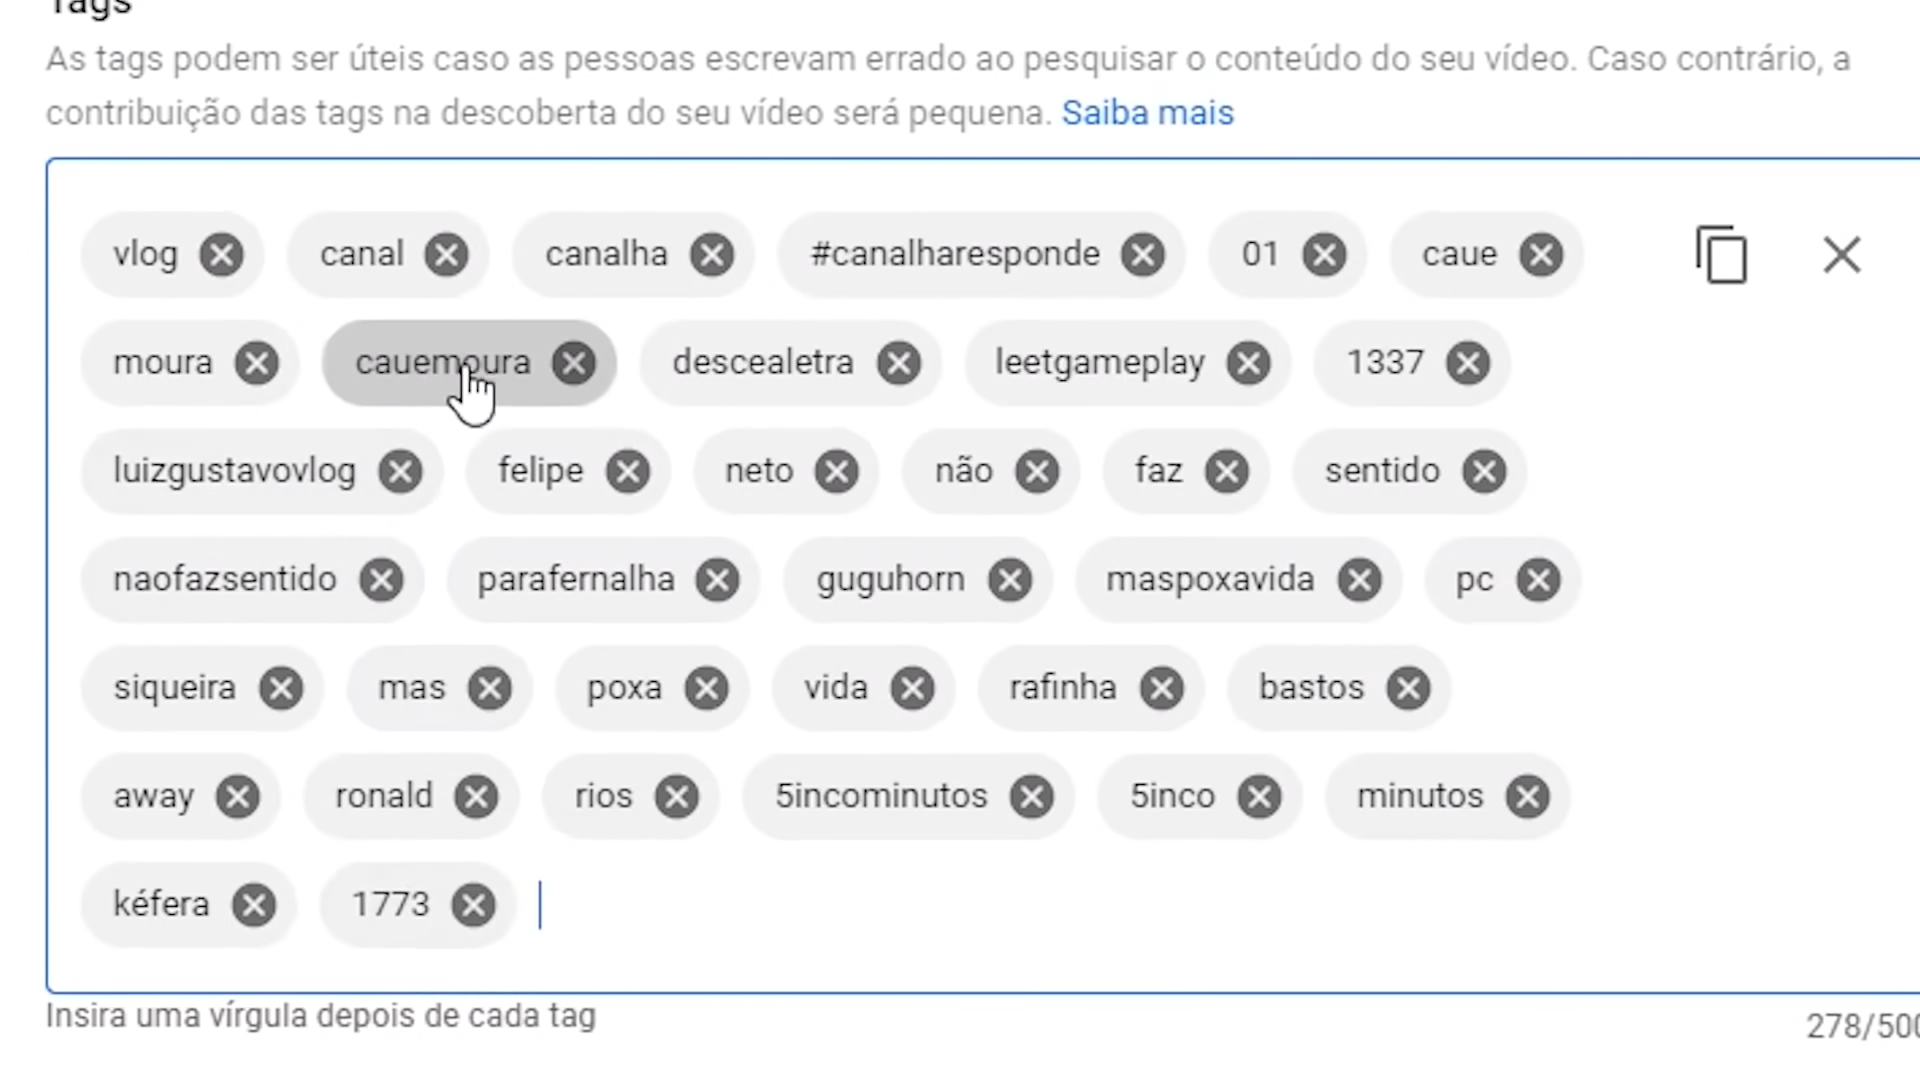 Tags
As tags podem ser úteis caso as pessoas escrevam errado ao pesquisar o conteúdo do seu vídeo. Caso contrário, a
contribuição das tags na descoberta do seu vídeo será pequena. Saiba mais
vlog canal canalha #canalharesponde 01 caue
moura cauemoura descealetra leetgameplay 1337
luizgustavovlog felipe neto não faz sentido
naofazsentido parafernalha guguhorn maspoxavida pc
siqueira mas poxa vida rafinha bastos
away ronald rios 5incominutos 5inco minutos
kéfera 1773
Insira uma vírgula depois de cada tag
278/500